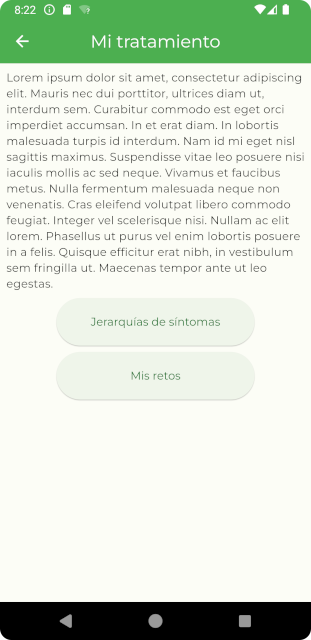 8:22
Mi tratamiento
Lorem ipsum dolor sit amet, consectetur adipiscing
elit. Mauris nec dui porttitor, ultrices diam ut,
interdum sem. Curabitur commodo est eget orci
imperdiet accumsan. In et erat diam. In lobortis
malesuada turpis id interdum. Nam id mi eget nisl
sagittis maximus. Suspendisse vitae leo posuere nisi
iaculis mollis ac sed neque. Vivamus et faucibus
metus. Nulla fermentum malesuada neque non
venenatis. Cras eleifend volutpat libero commodo
feugiat. Integer vel scelerisque nisi. Nullam ac elit
lorem. Phasellus ut purus vel enim lobortis posuere
in a felis. Quisque efficitur erat nibh, in vestibulum
sem fringilla ut. Maecenas tempor ante ut leo
egestas.
Jerarquías de síntomas
Mis retos